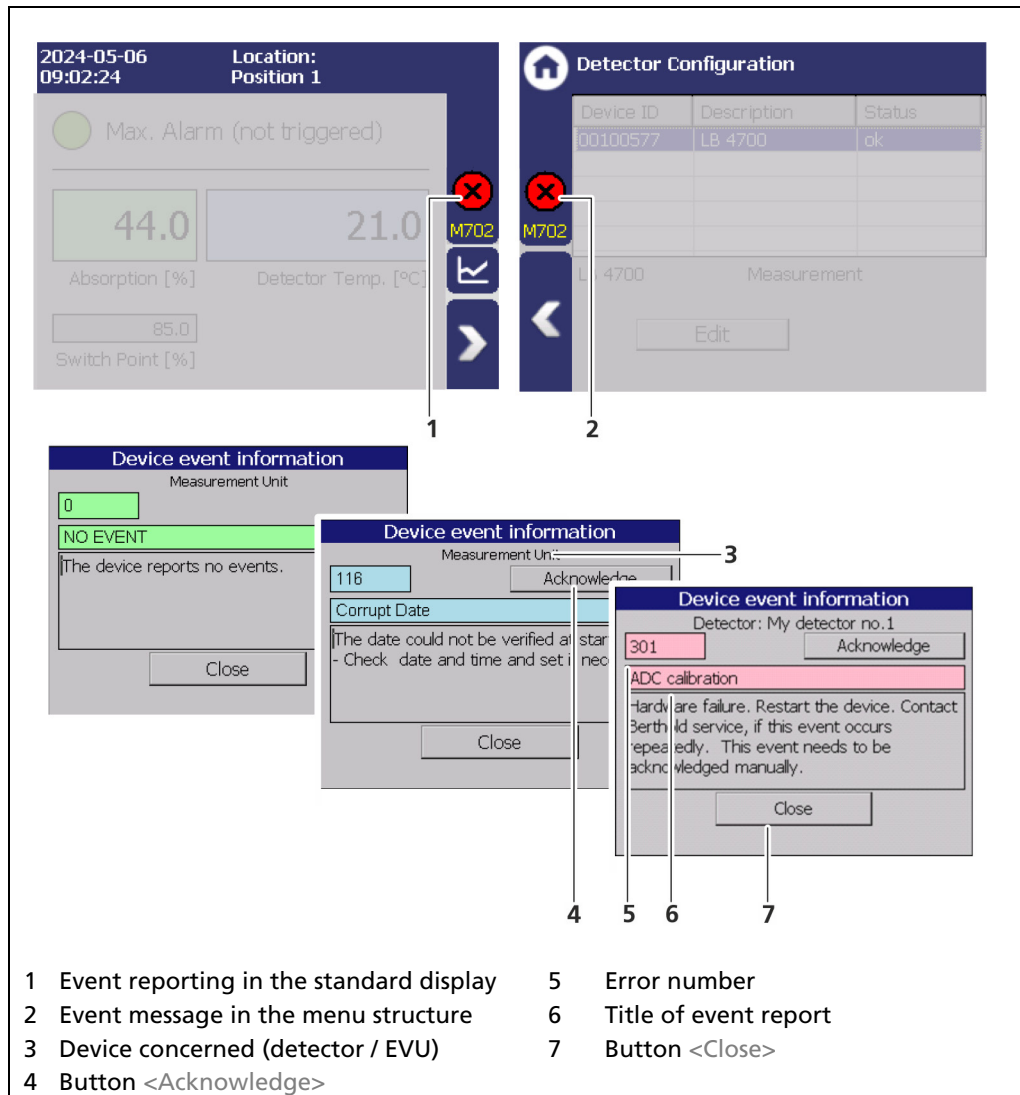 2024-05-06
09:02:24
Location:
Position 1
Max. Alarm (not triggered)
44.0
21.0
Absorption [%]
Detector Temp. [°C]
85.0
Switch Point [%]
M702
1
Detector Configuration
Device ID Description Status
00100577 LB 4700 ok
M702
LB 4700 Measurement
Edit
2
Device event information
Measurement Unit
0
NO EVENT
The device reports no events.
Close
Device event information
Measurement Unit
116
Acknowledge
Corrupt Date
The date could not be verified at
- Check date and time and set
Close
3
Device event information
Detector: My detector no.1
301
Acknowledge
ADC calibration
Hardware failure. Restart the device. Contact
Berthold service, if this event occurs
repeatedly. This event needs to be
acknowledged manually.
Close
4 5 6 7
1 Event reporting in the standard display
2 Event message in the menu structure
3 Device concerned (detector / EVU)
4 Button <Acknowledge>
5 Error number
6 Title of event report
7 Button <Close>